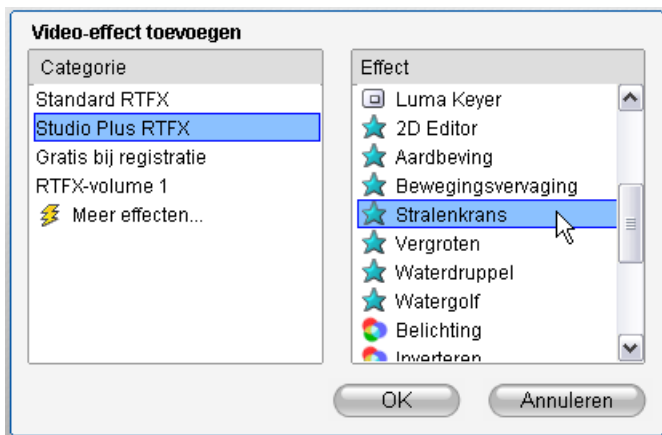 Video-effect toevoegen
Categorie
Standard RTFX
Studio Plus RTFX
Gratis bij registratie
RTFX-volume 1
Meer effecten...
Effect
Luma Keyer
2D Editor
Aardbeving
Bewegingsvervaging
Stralenkrans
Vergroten
Waterdruppel
Watergolf
Belichting
Inverteren
OK
Annuleren